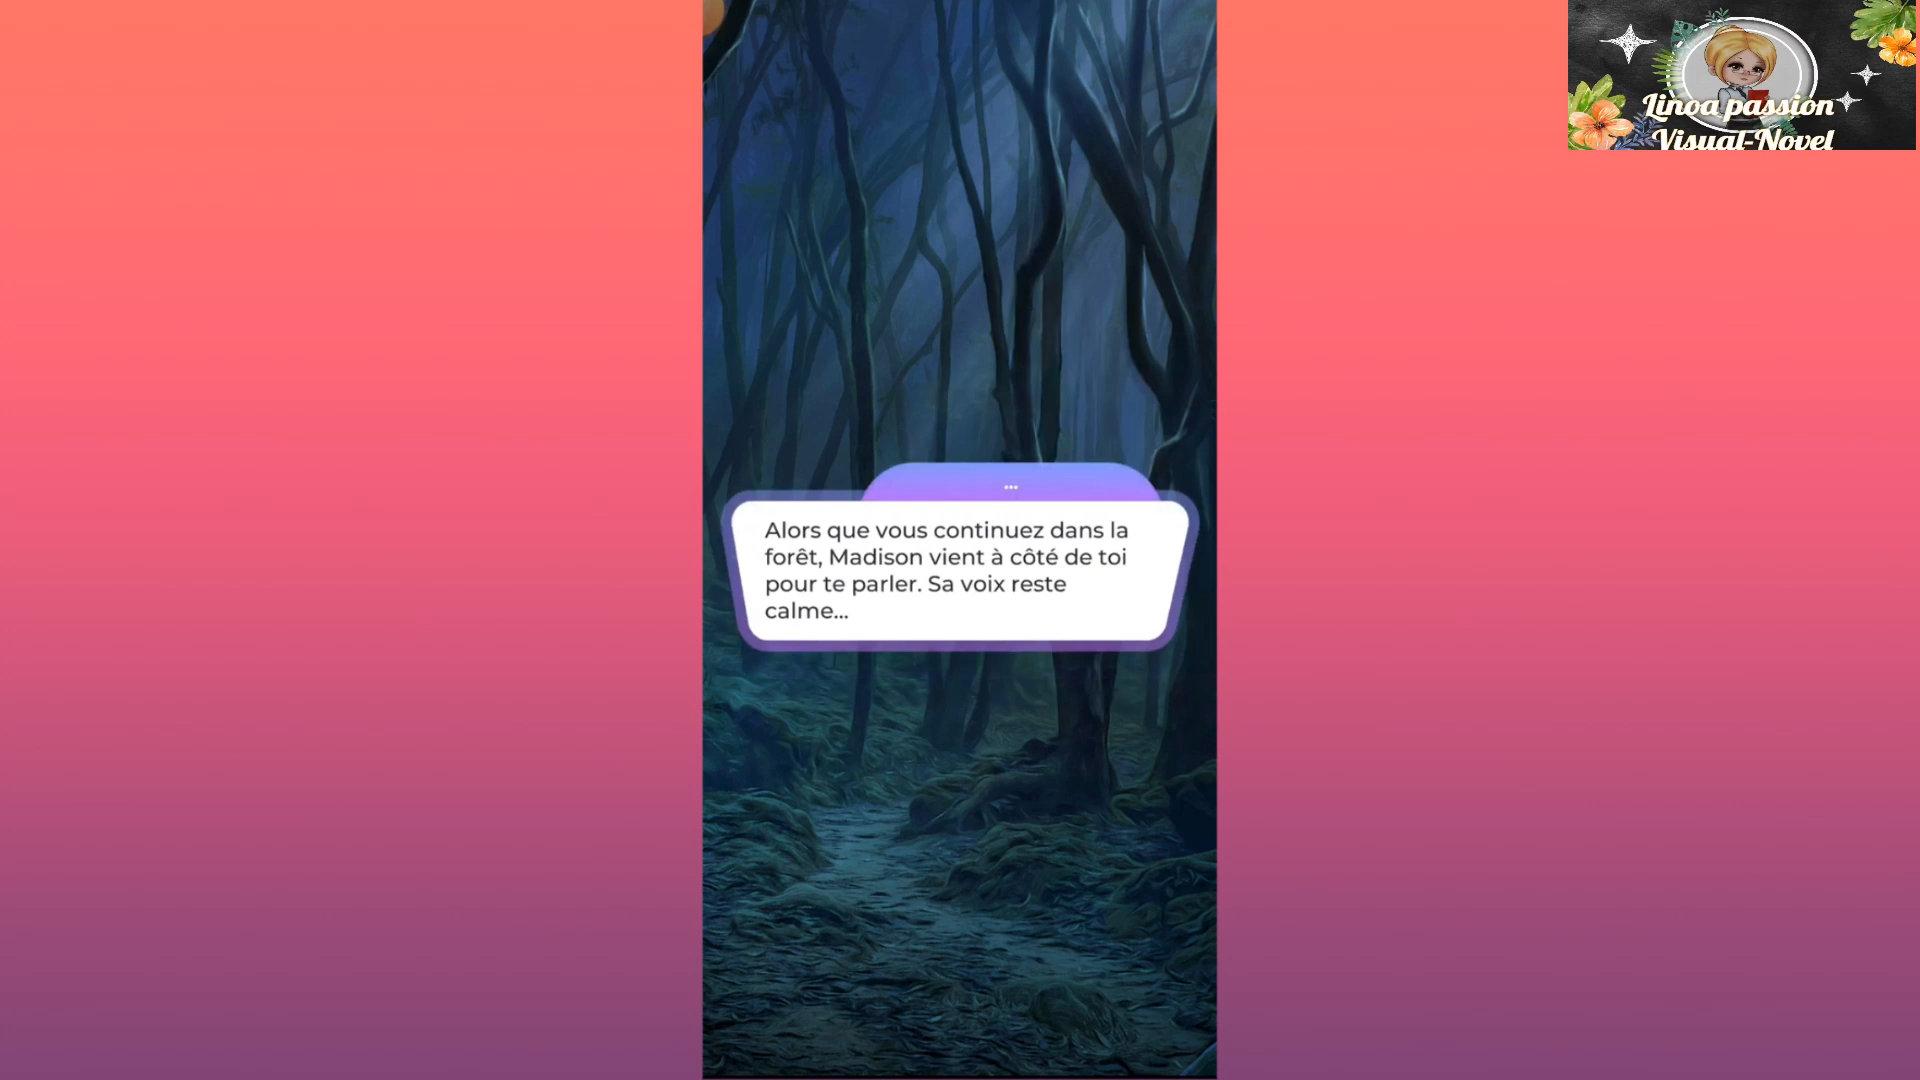 Linoa passion
Visual-Novel
...
Alors que vous continuez dans la
forêt, Madison vient à côté de toi
pour te parler. Sa voix reste
calme...